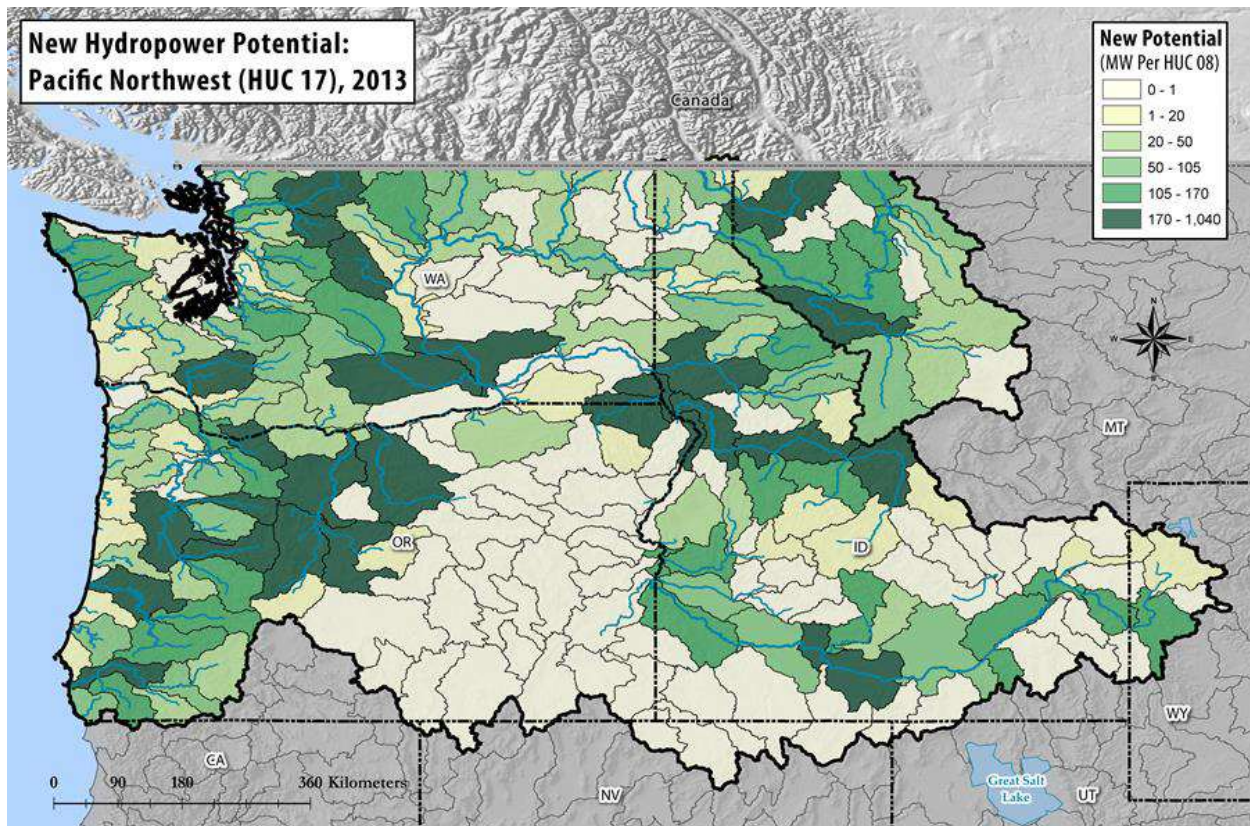 New Hydropower Potential:
Pacific Northwest (HUC 17), 2013
New Potential
(MW Per HUC 08)
0 - 1
1 - 20
20 - 50
50 - 105
105 - 170
170 - 1,040
Canada
WA
N
W
E
S
MT
OR
ID
WY
CA
NV
UT
Great Salt
Lake
0 90 180 360 Kilometers